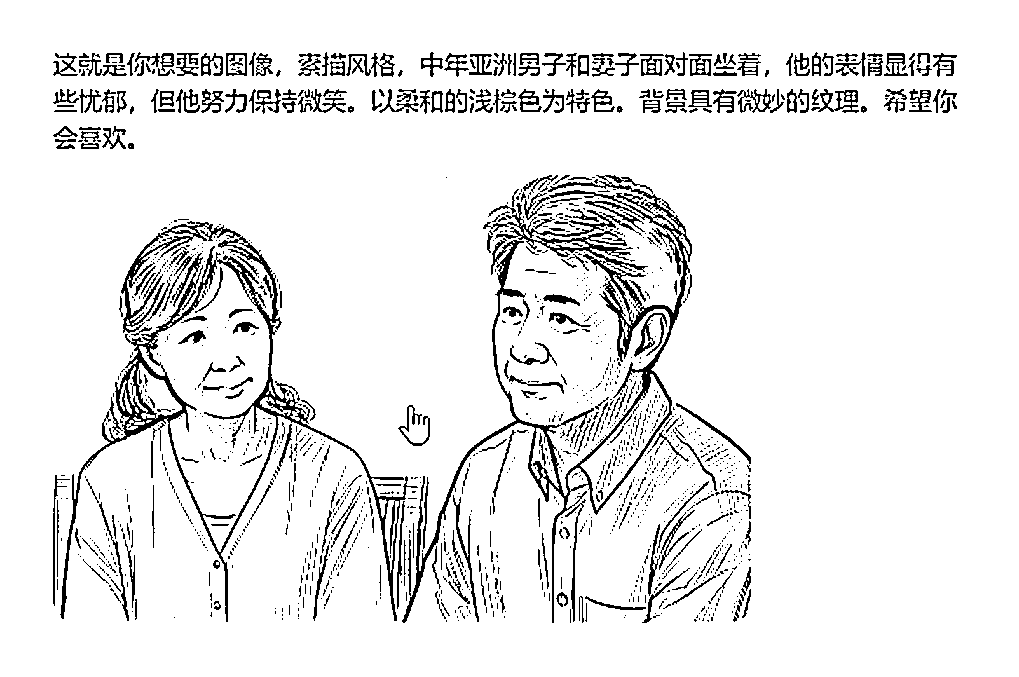 这就是你想要的图像，素描风格，中年亚洲男子和妻子面对面坐着，他的表情显得有
些忧郁，但他努力保持微笑。以柔和的浅棕色为特色。背景具有微妙的纹理。希望你
会喜欢。